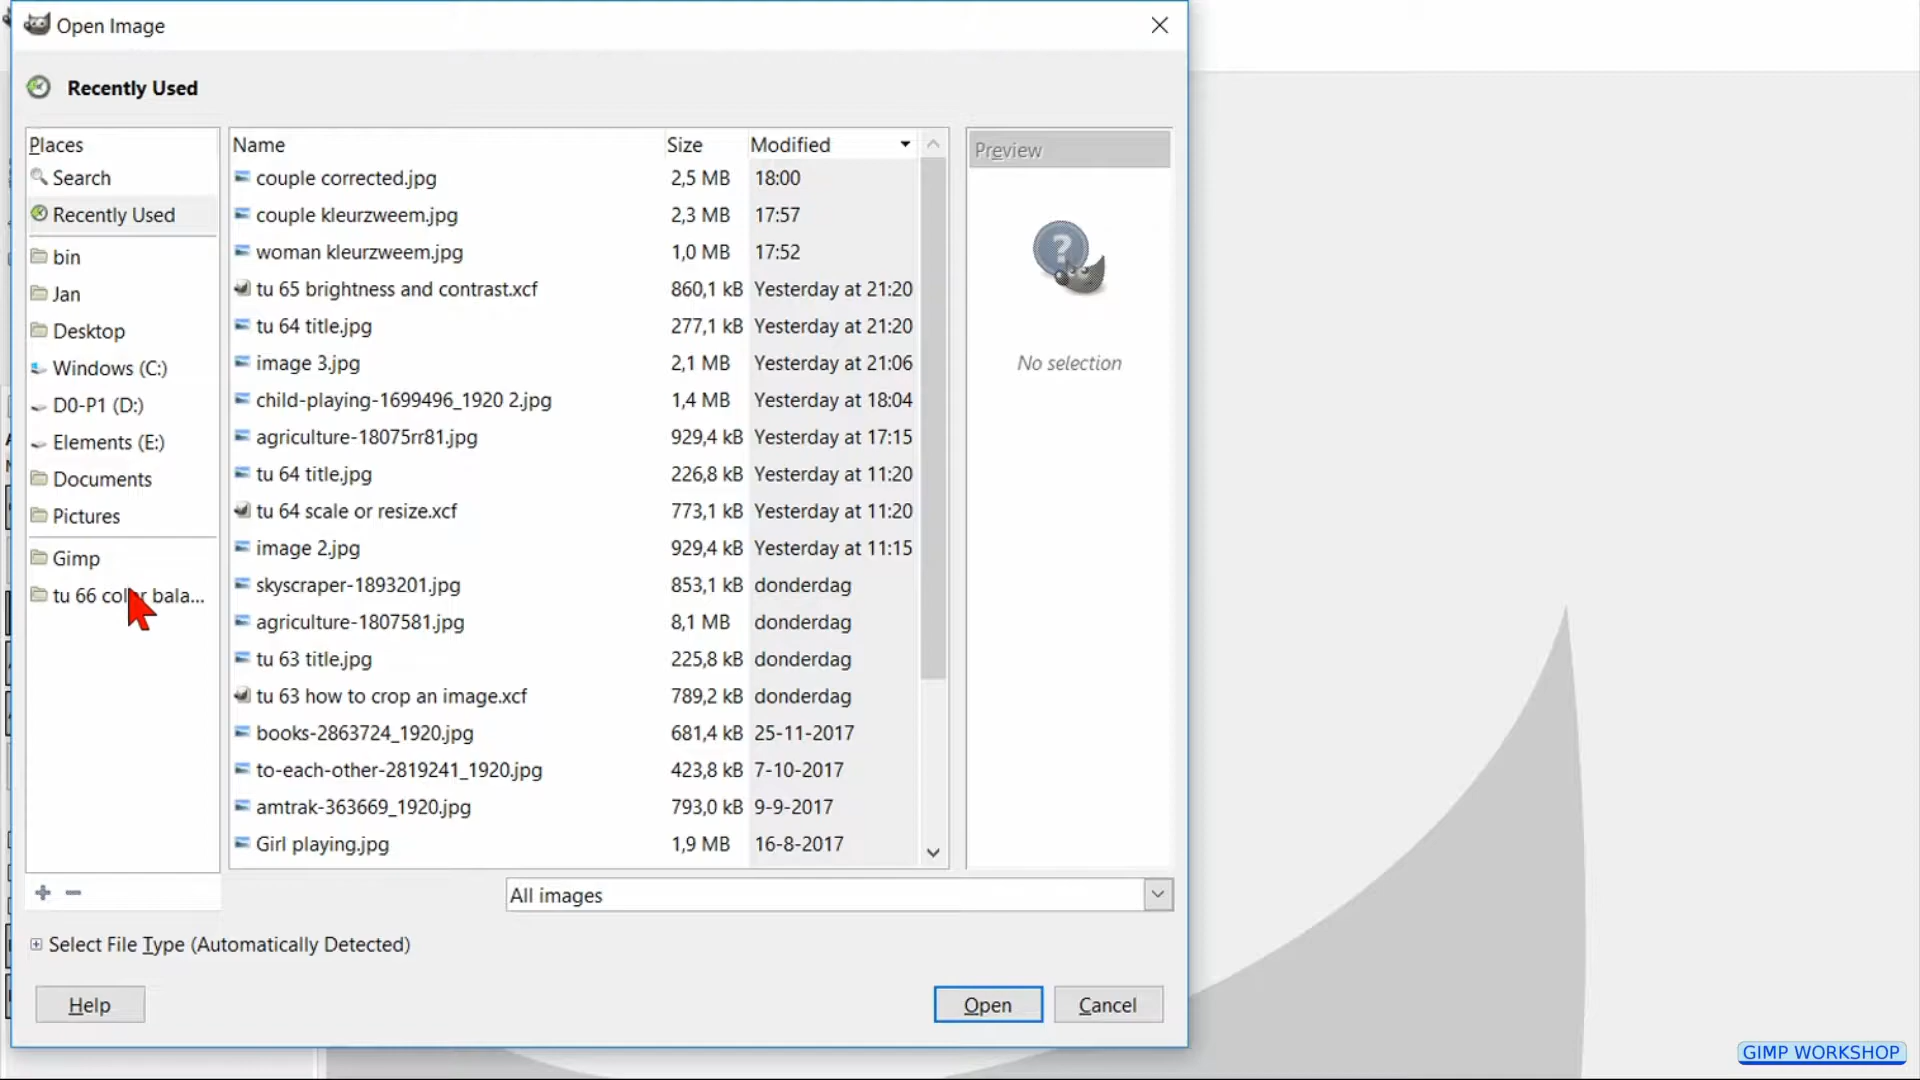 Open Image
Recently Used
Places
Search
Recently Used
bin
Jan
Desktop
Windows (C:)
D0-P1 (D:)
Elements (E:)
Documents
Pictures
Gimp
tu 66 color bala...
Name Size Modified
couple corrected.jpg 2,5 MB 18:00
couple kleurzweem.jpg 2,3 MB 17:57
woman kleurzweem.jpg 1,0 MB 17:52
tu 65 brightness and contrast.xcf 860,1 kB Yesterday at 21:20
tu 64 title.jpg 277,1 kB Yesterday at 21:20
image 3.jpg 2,1 MB Yesterday at 21:06
child-playing-1699496_1920 2.jpg 1,4 MB Yesterday at 18:04
agriculture-18075rr81.jpg 929,4 kB Yesterday at 17:15
tu 64 title.jpg 226,8 kB Yesterday at 11:20
tu 64 scale or resize.xcf 773,1 kB Yesterday at 11:20
image 2.jpg 929,4 kB Yesterday at 11:15
skyscraper-1893201.jpg 853,1 kB donderdag
agriculture-1807581.jpg 8,1 MB donderdag
tu 63 title.jpg 225,8 kB donderdag
tu 63 how to crop an image.xcf 789,2 kB donderdag
books-2863724_1920.jpg 681,4 kB 25-11-2017
to-each-other-2819241_1920.jpg 423,8 kB 7-10-2017
amtrak-363669_1920.jpg 793,0 kB 9-9-2017
Girl playing.jpg 1,9 MB 16-8-2017
Preview
?
No selection
All images
Select File Type (Automatically Detected)
Help
Open
Cancel
GIMP WORKSHOP